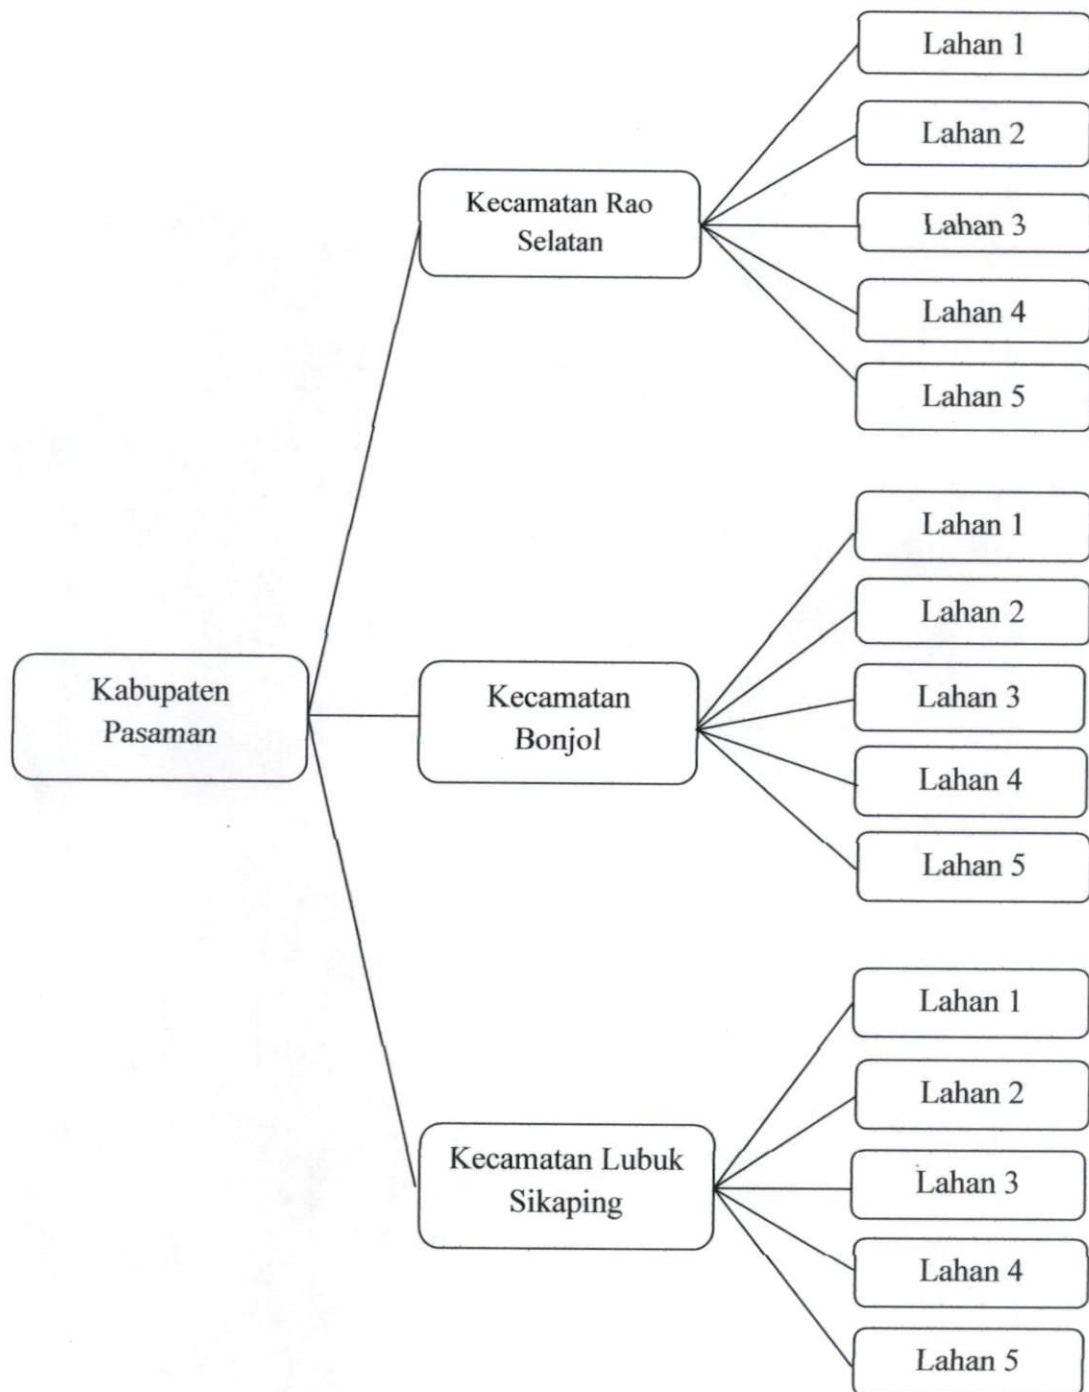 Kabupaten
Pasaman
Kecamatan Rao
Selatan
Lahan 1
Lahan 2
Lahan 3
Lahan 4
Lahan 5
Kecamatan
Bonjol
Lahan 1
Lahan 2
Lahan 3
Lahan 4
Lahan 5
Kecamatan Lubuk
Sikaping
Lahan 1
Lahan 2
Lahan 3
Lahan 4
Lahan 5